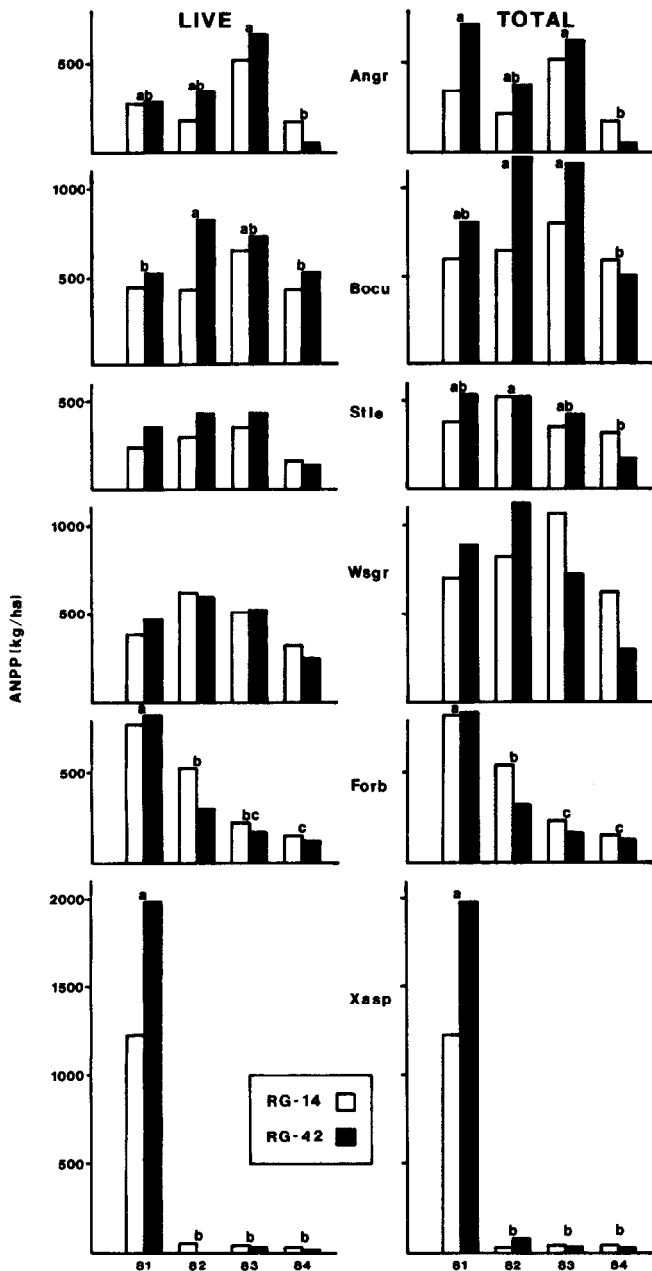 LIVE TOTAL
a a a
500 ab ab Angr ab
b b
1000 a a a
ab ab
500 b b Bocu b
500 Stle ab a ab b
1000
Wsgr
500
ANPP(kg/ha)
a a
500 b Forb b
bc c c c
2000 a a
1500 Xasp
1000
RG-14
RG-42
500
b b b b b b
81 82 83 84 81 82 83 84